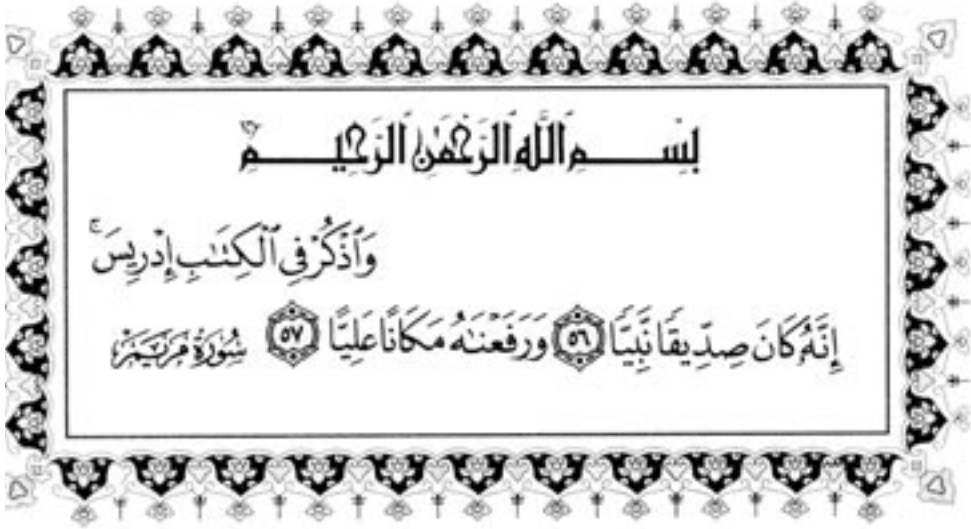 بِسْمِ ٱللَّهِ ٱلرَّحْمَٰنِ ٱلرَّحِيمِ
وَٱذْكُرْ فِى ٱلْكِتَٰبِ إِدْرِيسَ ۚ
إِنَّهُۥ كَانَ صِدِّيقًا نَّبِيًّا ٥٦ وَرَفَعْنَٰهُ مَكَانًا عَلِيًّا ٥٧ سُورَةُ مَرْيَمَ